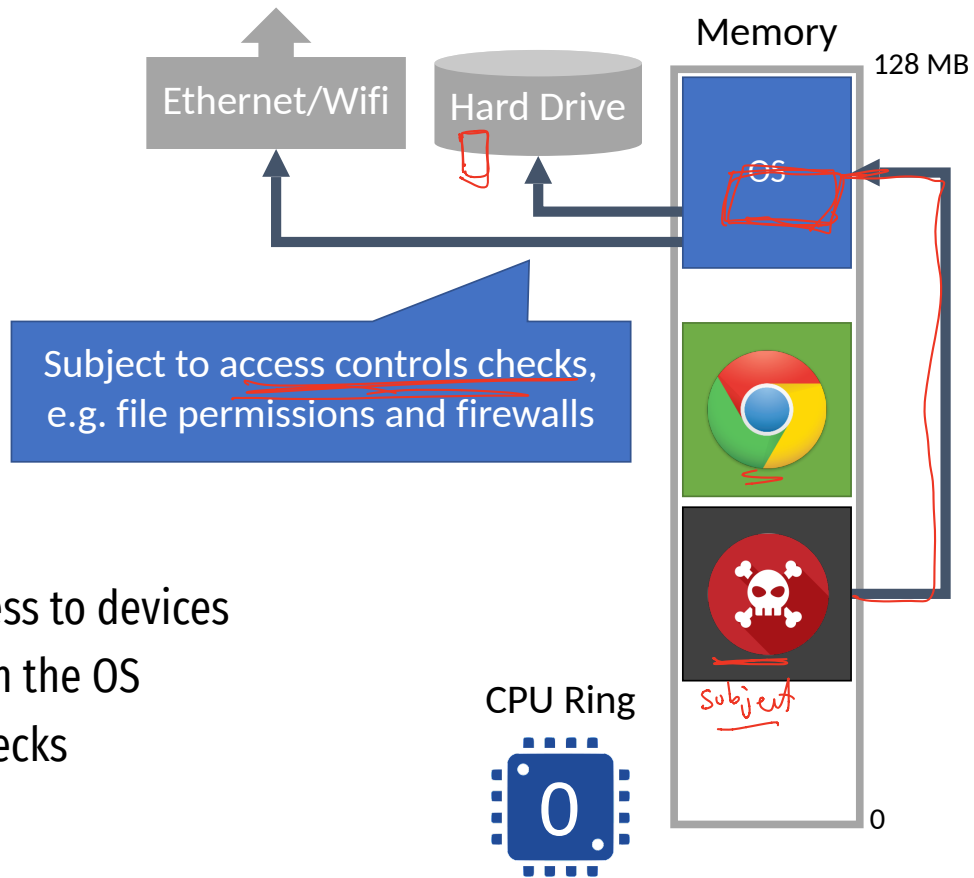 Memory
128 MB
Ethernet/Wifi
Hard Drive
OS
Subject to access controls checks,
e.g. file permissions and firewalls
ess to devices
the OS
ecks
CPU Ring
subject
0
0